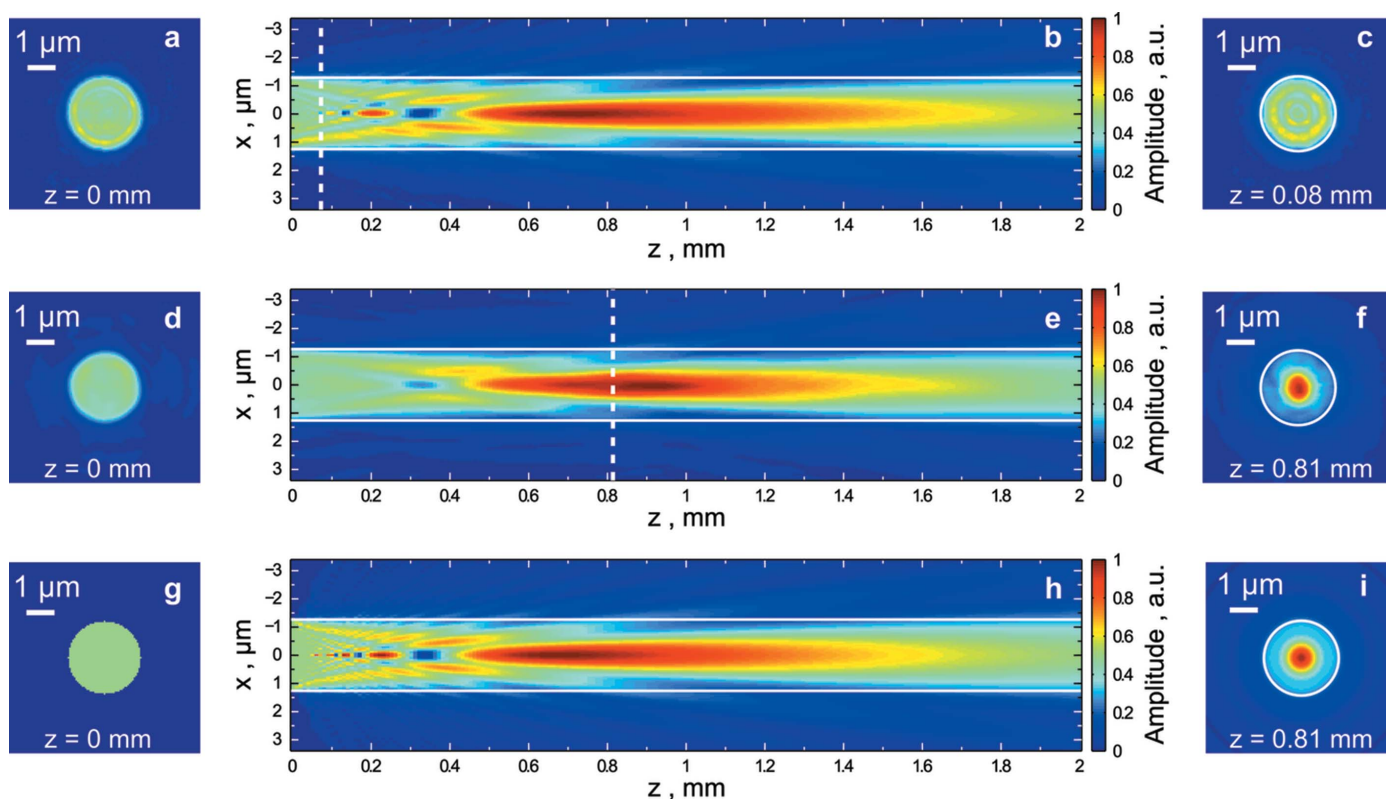 1 µm
a
z = 0 mm
b
-3
-2
-1
0
1
2
3
x , µm
0
0.2
0.4
0.6
0.8
1
1.2
1.4
1.6
1.8
2
z , mm
1
0.8
0.6
0.4
0.2
0
Amplitude , a.u.
1 µm
c
z = 0.08 mm
1 µm
d
z = 0 mm
e
-3
-2
-1
0
1
2
3
x , µm
0
0.2
0.4
0.6
0.8
1
1.2
1.4
1.6
1.8
2
z , mm
1
0.8
0.6
0.4
0.2
0
Amplitude , a.u.
1 µm
f
z = 0.81 mm
1 µm
g
z = 0 mm
h
-3
-2
-1
0
1
2
3
x , µm
0
0.2
0.4
0.6
0.8
1
1.2
1.4
1.6
1.8
2
z , mm
1
0.8
0.6
0.4
0.2
0
Amplitude , a.u.
1 µm
i
z = 0.81 mm